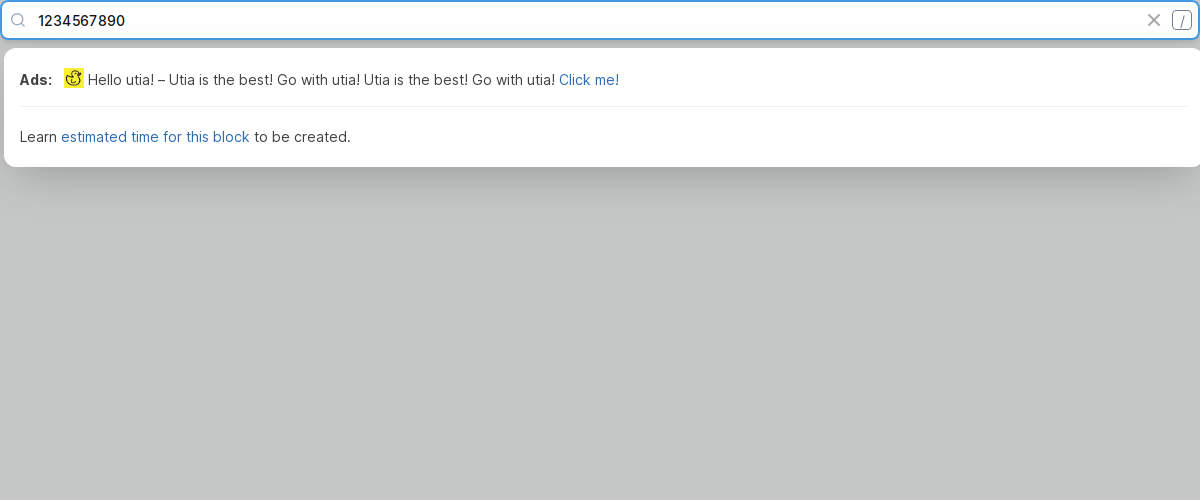 1234567890
/
Ads: Hello utia! – Utia is the best! Go with utia! Utia is the best! Go with utia! Click me!
Learn estimated time for this block to be created.